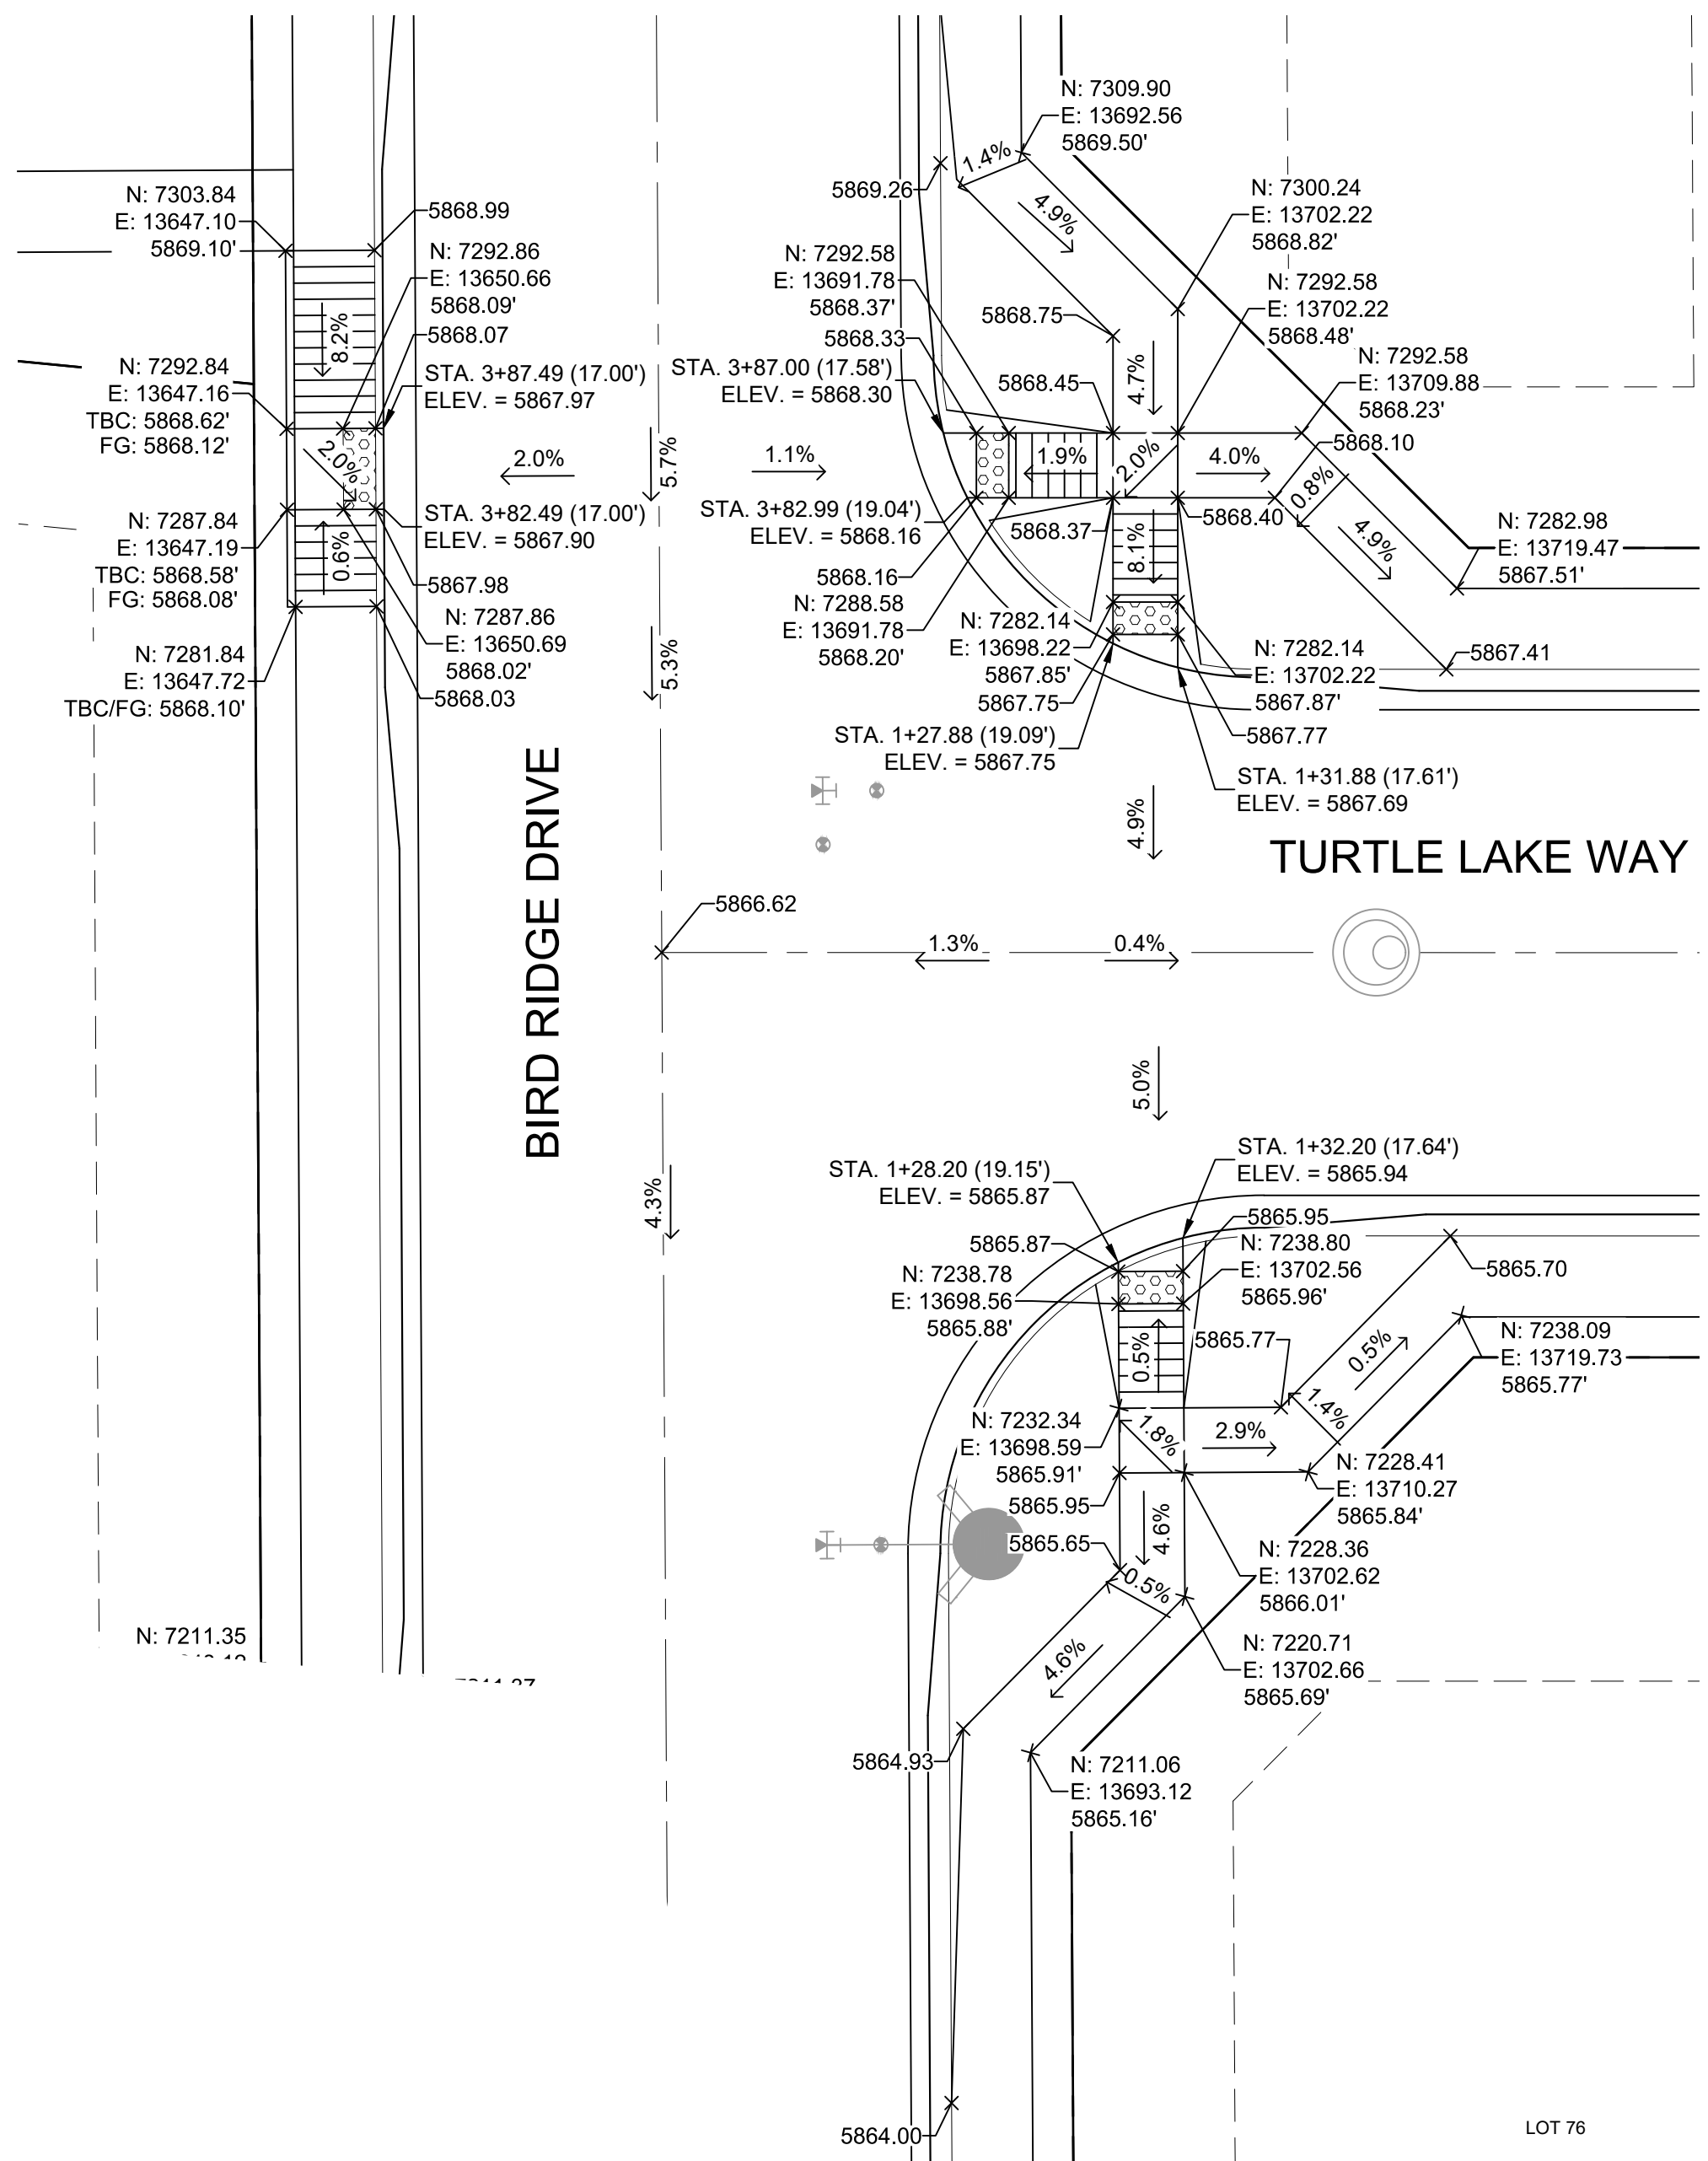 N: 7309.90
E: 13692.56
5869.50'
1.4%
5869.26
4.9%
N: 7300.24
E: 13702.22
5868.82'
N: 7303.84
E: 13647.10
5869.10'
5868.99
N: 7292.86
E: 13650.66
5868.09'
5868.07
8.2%
STA. 3+87.49 (17.00')
ELEV. = 5867.97
N: 7292.84
E: 13647.16
TBC: 5868.62'
FG: 5868.12'
2.0%
N: 7292.58
E: 13691.78
5868.37'
5868.33
STA. 3+87.00 (17.58')
ELEV. = 5868.30
5868.75
5868.45
4.7%
N: 7292.58
E: 13702.22
5868.48'
N: 7292.58
E: 13709.88
5868.23'
5868.10
2.0%
5.7%
1.1%
1.9%
2.0%
4.0%
0.8%
4.9%
STA. 3+82.49 (17.00')
ELEV. = 5867.90
N: 7287.84
E: 13647.19
TBC: 5868.58'
FG: 5868.08'
0.6%
5867.98
N: 7287.86
E: 13650.69
5868.02'
5868.03
N: 7281.84
E: 13647.72
TBC/FG: 5868.10'
5.3%
STA. 3+82.99 (19.04')
ELEV. = 5868.16
5868.16
N: 7288.58
E: 13691.78
5868.20'
5868.37
5868.40
8.1%
N: 7282.98
E: 13719.47
5867.51'
N: 7282.14
E: 13698.22
5867.85'
5867.75
STA. 1+27.88 (19.09')
ELEV. = 5867.75
N: 7282.14
E: 13702.22
5867.87'
5867.41
5867.77
STA. 1+31.88 (17.61')
ELEV. = 5867.69
4.9%
BIRD RIDGE DRIVE
TURTLE LAKE WAY
5866.62
1.3%
0.4%
5.0%
4.3%
STA. 1+28.20 (19.15')
ELEV. = 5865.87
STA. 1+32.20 (17.64')
ELEV. = 5865.94
5865.87
5865.95
N: 7238.80
E: 13702.56
5865.96'
N: 7238.78
E: 13698.56
5865.88'
5865.70
0.5%
5865.77
0.5%
N: 7238.09
E: 13719.73
5865.77'
1.4%
N: 7232.34
E: 13698.59
5865.91'
1.8%
2.9%
N: 7228.41
E: 13710.27
5865.84'
5865.95
4.6%
5865.65
0.5%
N: 7228.36
E: 13702.62
5866.01'
N: 7220.71
E: 13702.66
5865.69'
4.6%
N: 7211.35
5864.93
N: 7211.06
E: 13693.12
5865.16'
5864.00
LOT 76